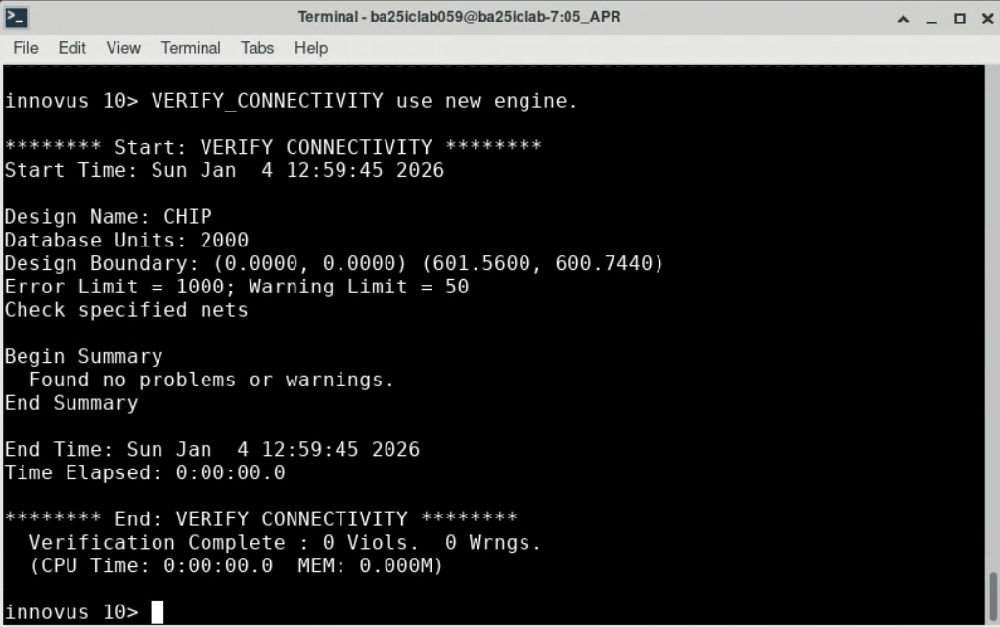 Terminal - ba25iclab059@ba25iclab-7:05_APR
File Edit View Terminal Tabs Help
innovus 10> VERIFY_CONNECTIVITY use new engine.
******** Start: VERIFY CONNECTIVITY ********
Start Time: Sun Jan  4 12:59:45 2026
Design Name: CHIP
Database Units: 2000
Design Boundary: (0.0000, 0.0000) (601.5600, 600.7440)
Error Limit = 1000; Warning Limit = 50
Check specified nets
Begin Summary
  Found no problems or warnings.
End Summary
End Time: Sun Jan  4 12:59:45 2026
Time Elapsed: 0:00:00.0
******** End: VERIFY CONNECTIVITY ********
  Verification Complete : 0 Viols.  0 Wrngs.
  (CPU Time: 0:00:00.0  MEM: 0.000M)
innovus 10>